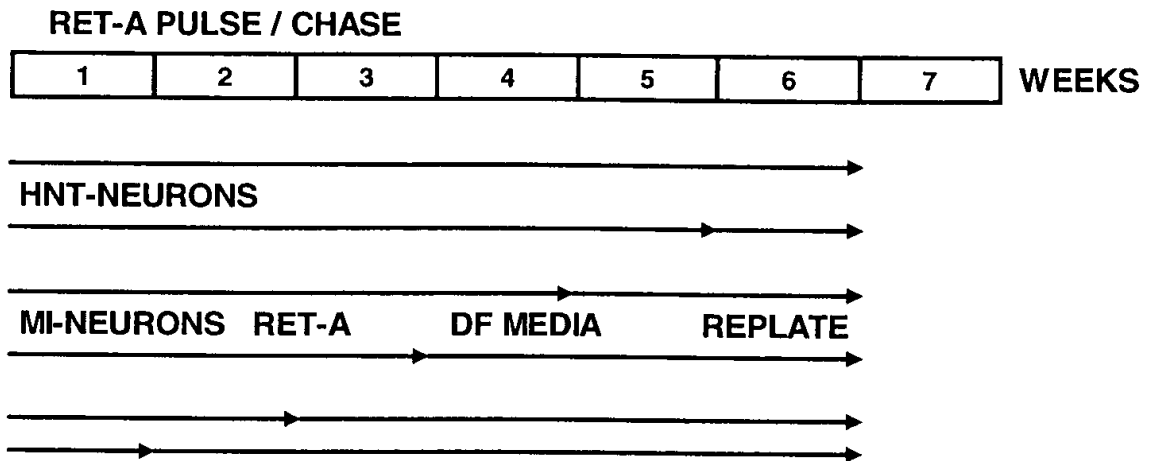 RET-A PULSE / CHASE
1 2 3 4 5 6 7 WEEKS
HNT-NEURONS
MI-NEURONS RET-A DF MEDIA REPLATE